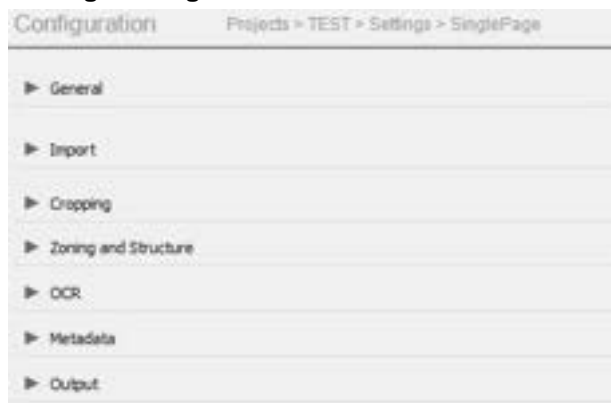 Configuration Projects > TEST > Settings > SinglePage
General
Import
Cropping
Zoning and Structure
OCR
Metadata
Output